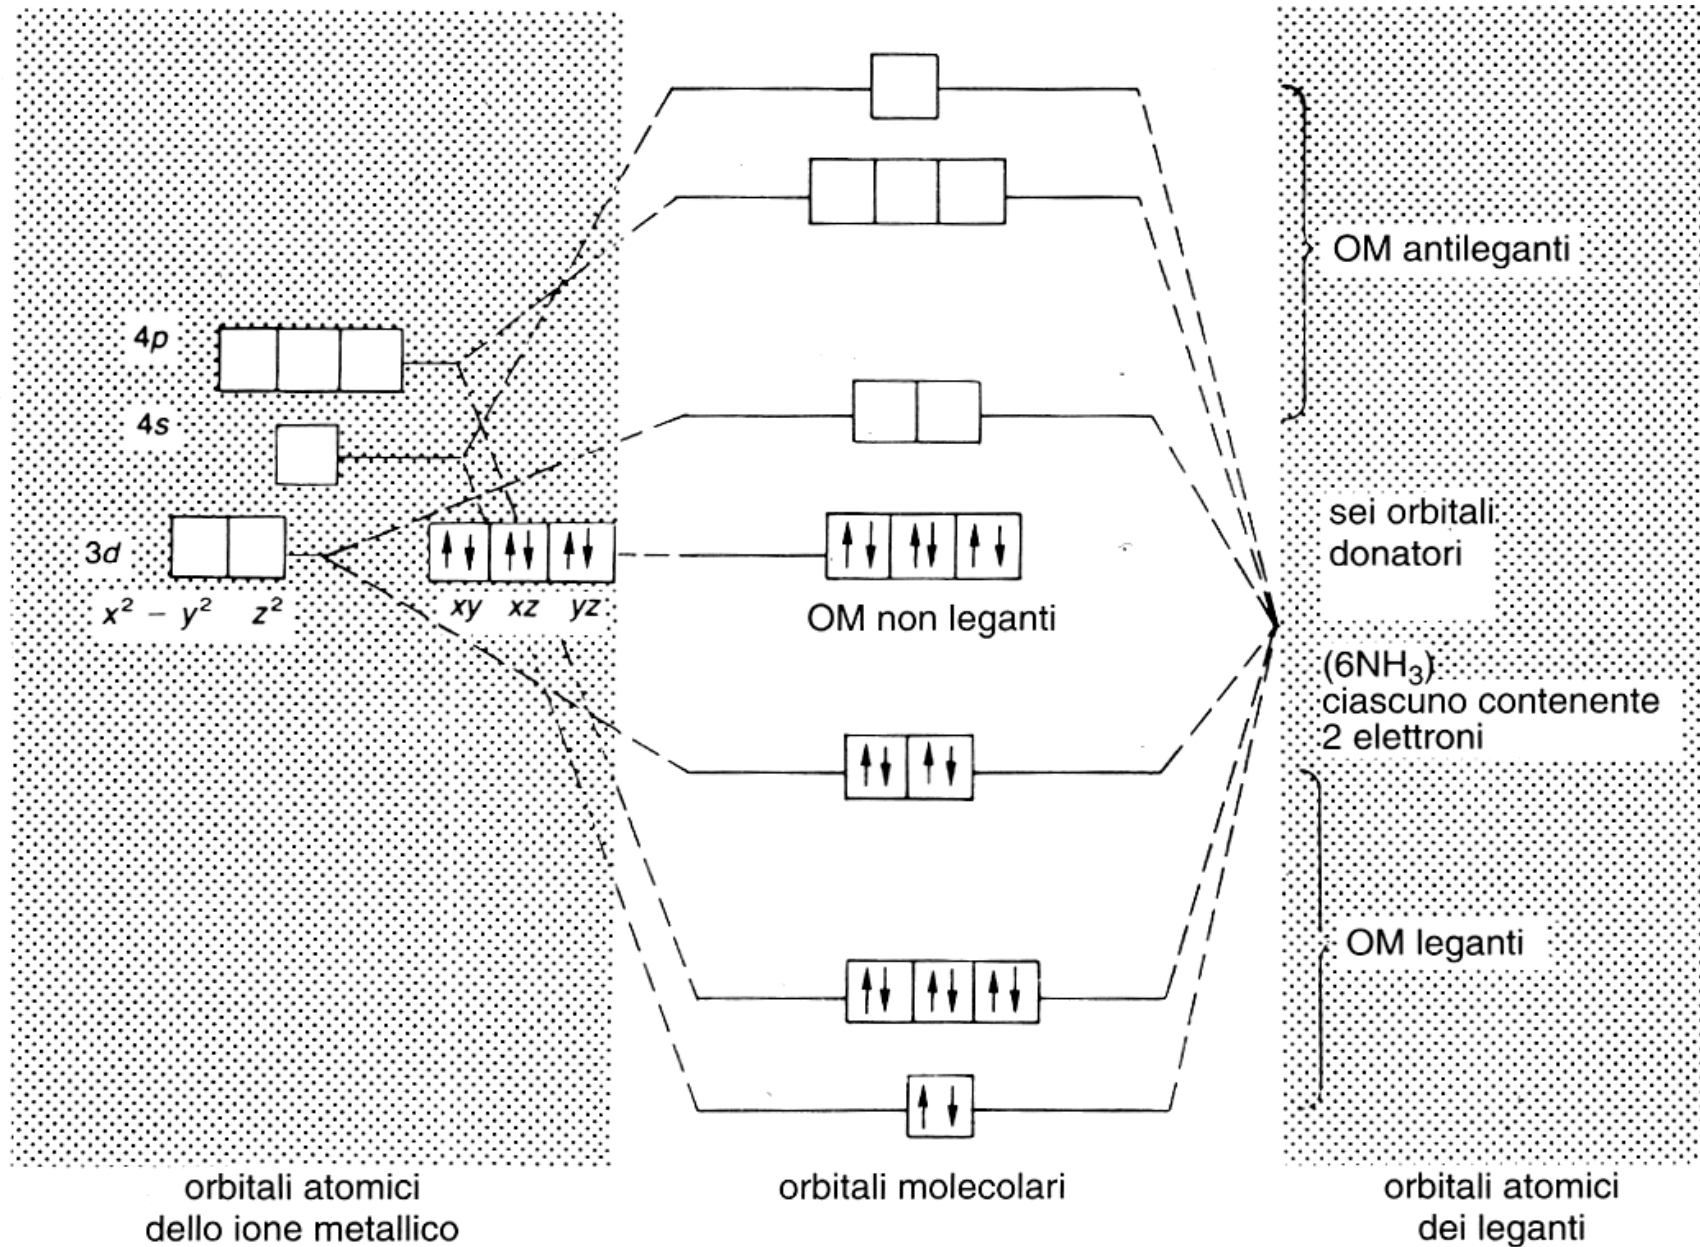 4p
4s
3d
x² − y² z²
xy xz yz
OM non leganti
OM antileganti
sei orbitali
donatori
(6NH₃)
ciascuno contenente
2 elettroni
OM leganti
orbitali atomici
dello ione metallico
orbitali molecolari
orbitali atomici
dei leganti